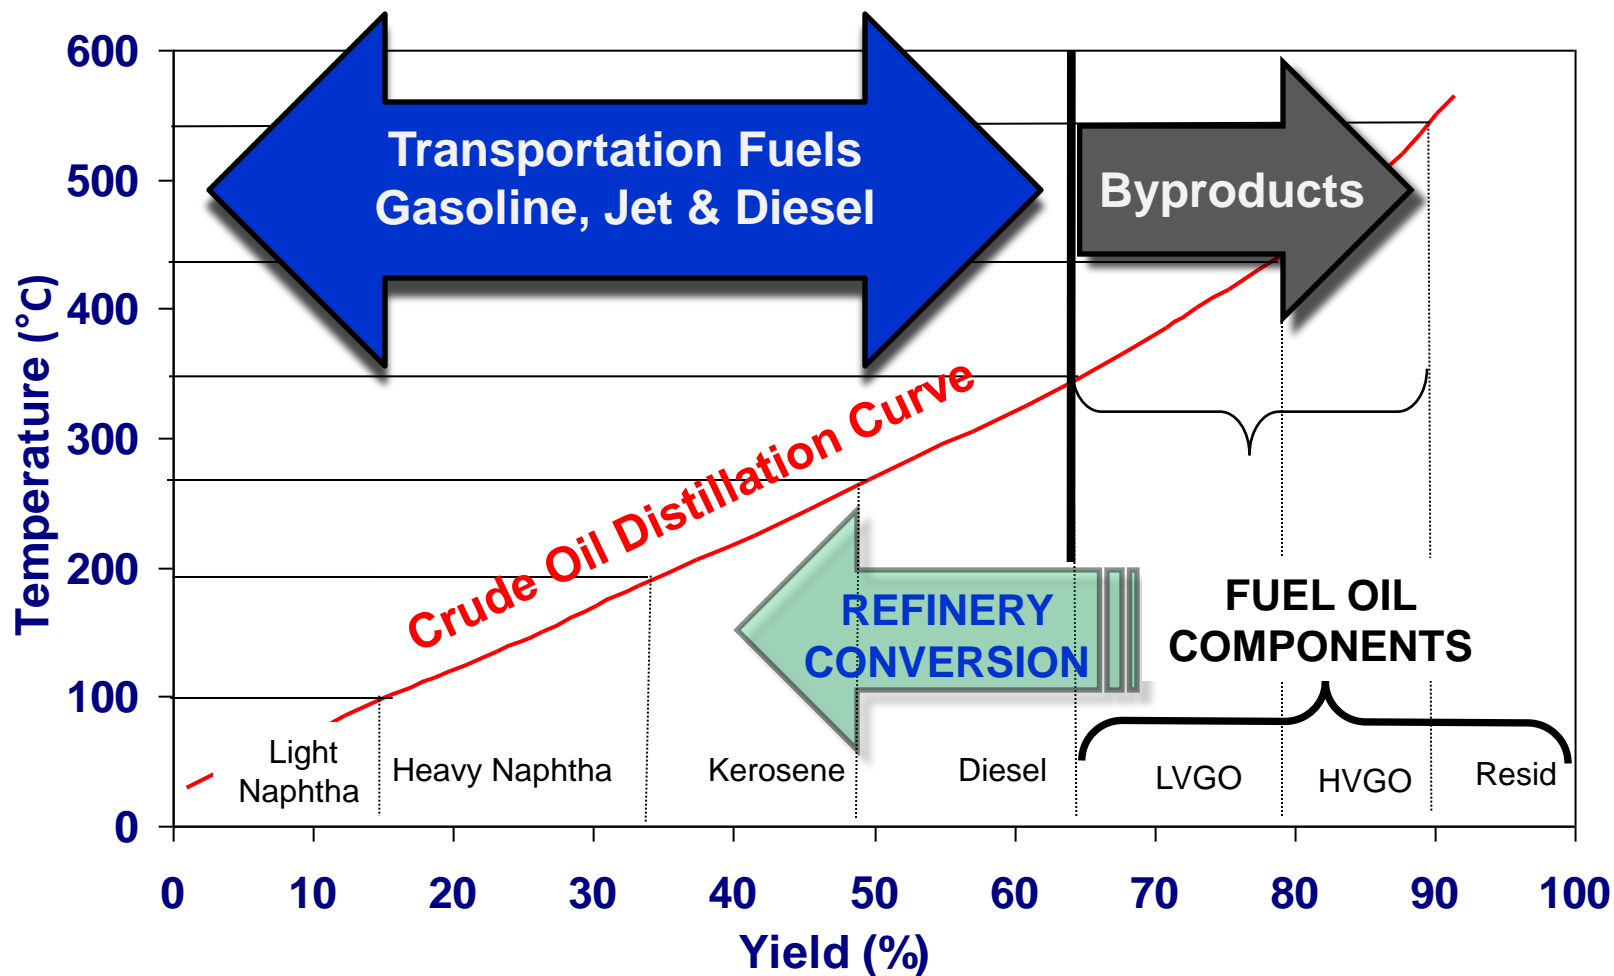 600
500
400
300
200
100
0
Temperature (°C)
Transportation Fuels
Gasoline, Jet & Diesel
Byproducts
Crude Oil Distillation Curve
REFINERY
CONVERSION
FUEL OIL
COMPONENTS
Light
Naphtha
Heavy Naphtha
Kerosene
Diesel
LVGO
HVGO
Resid
0 10 20 30 40 50 60 70 80 90 100
Yield (%)